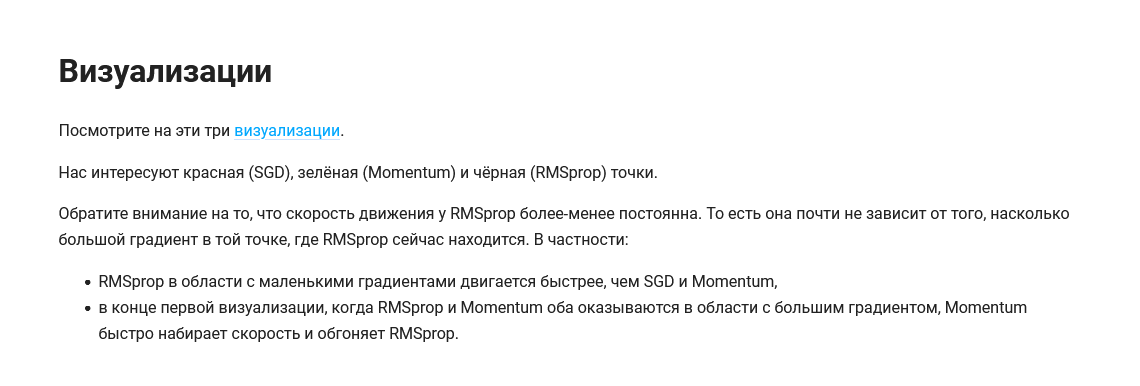 Визуализации
Посмотрите на эти три визуализации.
Нас интересуют красная (SGD), зелёная (Momentum) и чёрная (RMSprop) точки.
Обратите внимание на то, что скорость движения у RMSprop более-менее постоянна. То есть она почти не зависит от того, насколько
большой градиент в той точке, где RMSprop сейчас находится. В частности:
• RMSprop в области с маленькими градиентами двигается быстрее, чем SGD и Momentum,
• в конце первой визуализации, когда RMSprop и Momentum оба оказываются в области с большим градиентом, Momentum
быстро набирает скорость и обгоняет RMSprop.